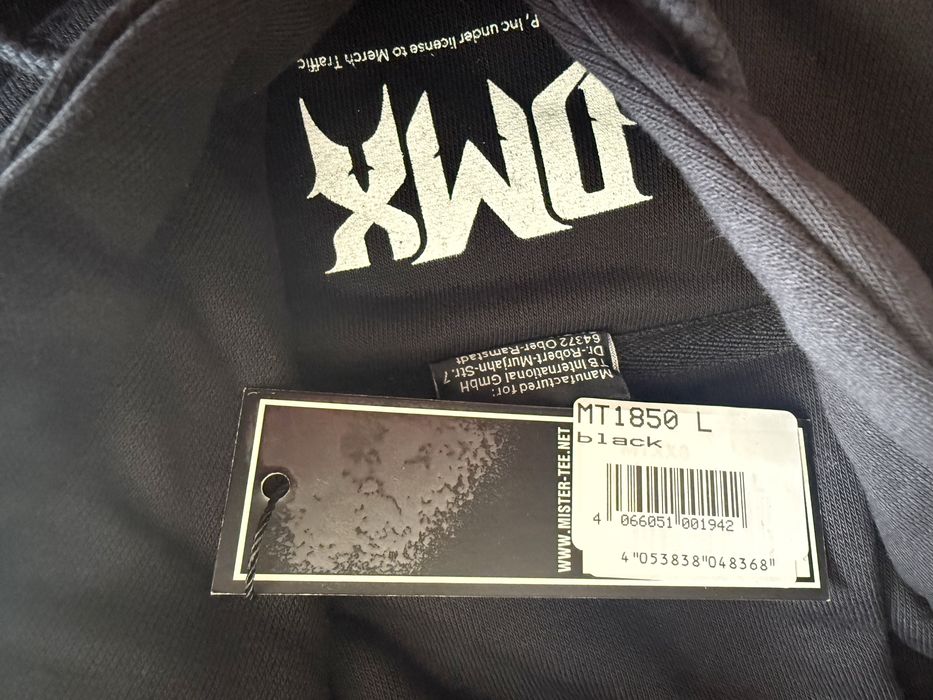 P, Inc under license to Merch Traffic
DMX
Manufactured for:
TB International GmbH
Dr.-Robert-Murjahn-Str. 7
64372 Ober-Ramstadt
WWW.MISTER-TEE.NET
MT1850 L
black
4 066051 001942
4"053838"048368"